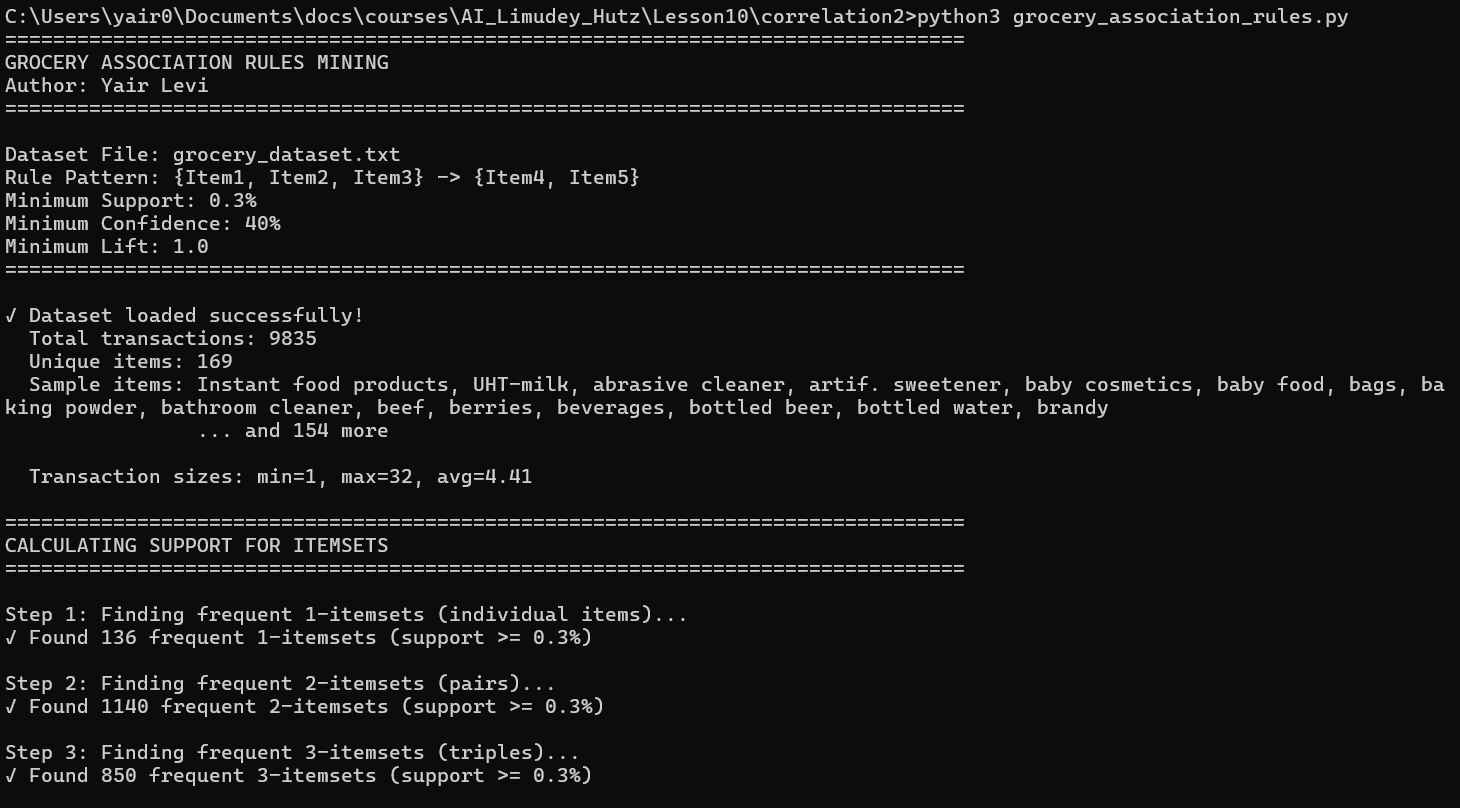 C:\Users\yair0\Documents\docs\courses\AI_Limudey_Hutz\Lesson10\correlation2>python3 grocery_association_rules.py
================================================================================
GROCERY ASSOCIATION RULES MINING
Author: Yair Levi
================================================================================
Dataset File: grocery_dataset.txt
Rule Pattern: {Item1, Item2, Item3} -> {Item4, Item5}
Minimum Support: 0.3%
Minimum Confidence: 40%
Minimum Lift: 1.0
================================================================================
√ Dataset loaded successfully!
  Total transactions: 9835
  Unique items: 169
  Sample items: Instant food products, UHT-milk, abrasive cleaner, artif. sweetener, baby cosmetics, baby food, bags, ba
king powder, bathroom cleaner, beef, berries, beverages, bottled beer, bottled water, brandy
                ... and 154 more
  Transaction sizes: min=1, max=32, avg=4.41
================================================================================
CALCULATING SUPPORT FOR ITEMSETS
================================================================================
Step 1: Finding frequent 1-itemsets (individual items)...
√ Found 136 frequent 1-itemsets (support >= 0.3%)
Step 2: Finding frequent 2-itemsets (pairs)...
√ Found 1140 frequent 2-itemsets (support >= 0.3%)
Step 3: Finding frequent 3-itemsets (triples)...
√ Found 850 frequent 3-itemsets (support >= 0.3%)